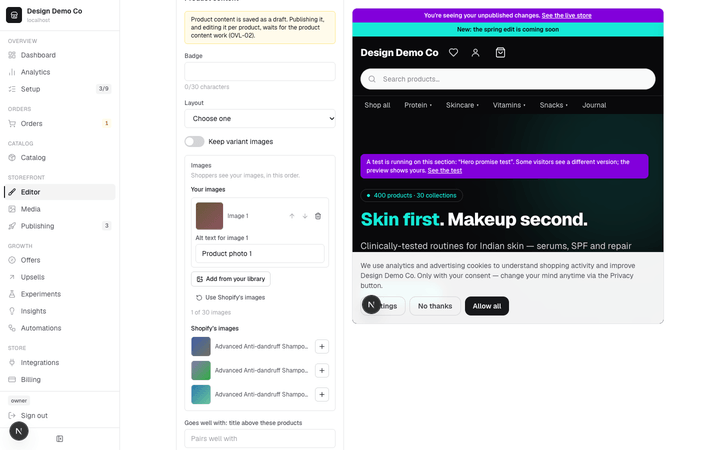 Design Demo Co
localhost
OVERVIEW
Dashboard
Analytics
Setup
3/9
ORDERS
Orders
1
CATALOG
Catalog
STOREFRONT
Editor
Media
Publishing
3
GROWTH
Offers
Upsells
Experiments
Insights
Automations
STORE
Integrations
Billing
owner
Sign out
N
Product content is saved as a draft. Publishing it,
and editing it per product, waits for the product
content work (OVL-02).
Badge
0/30 characters
Layout
Choose one
Keep variant images
Images
Shoppers see your images, in this order.
Your images
Image 1
Alt text for image 1
Product photo 1
Add from your library
Use Shopify's images
1 of 30 images
Shopify's images
Advanced Anti-dandruff Shampo...
Advanced Anti-dandruff Shampo...
Advanced Anti-dandruff Shampo...
Goes well with: title above these products
Pairs well with
You're seeing your unpublished changes. See the live store
New: the spring edit is coming soon
Design Demo Co
Search products...
Shop all
Protein
Skincare
Vitamins
Snacks
Journal
A test is running on this section: "Hero promise test". Some visitors see a different version; the
preview shows yours. See the test
400 products · 30 collections
Skin first. Makeup second.
Clinically-tested routines for Indian skin — serums, SPF and repair
We use analytics and advertising cookies to understand shopping activity and improve
Design Demo Co. Only with your consent — change your mind anytime via the Privacy
button.
N
tings
No thanks
Allow all